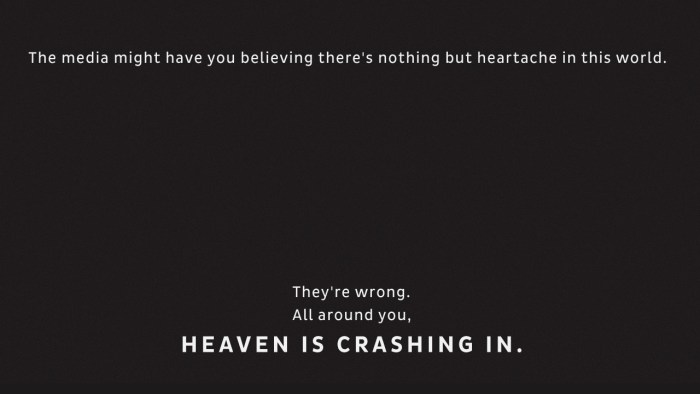 The media might have you believing there's nothing but heartache in this world.
They're wrong.
All around you,
HEAVEN IS CRASHING IN.